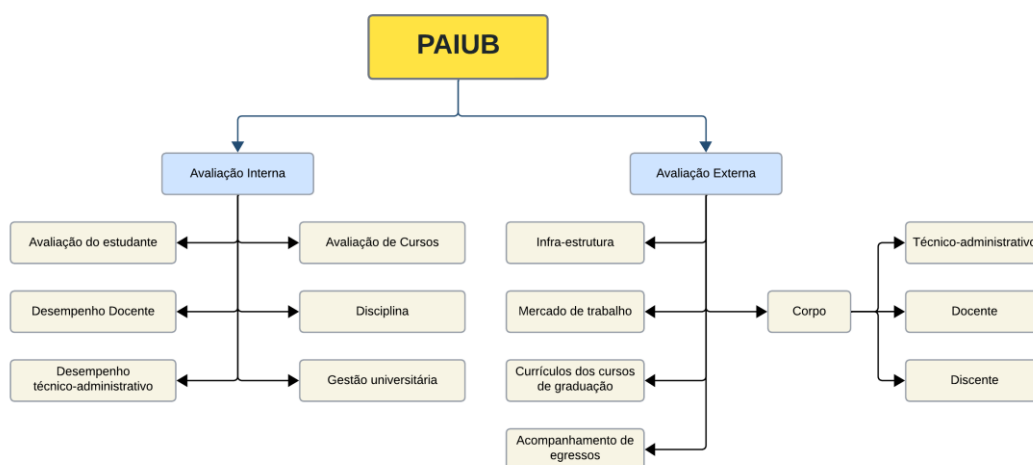 PAIUB
Avaliação Interna
Avaliação Externa
Avaliação do estudante
Avaliação de Cursos
Infra-estrutura
Técnico-administrativo
Desempenho Docente
Disciplina
Mercado de trabalho
Corpo
Docente
Desempenho
técnico-administrativo
Gestão universitária
Currículos dos cursos
de graduação
Discente
Acompanhamento de
egressos